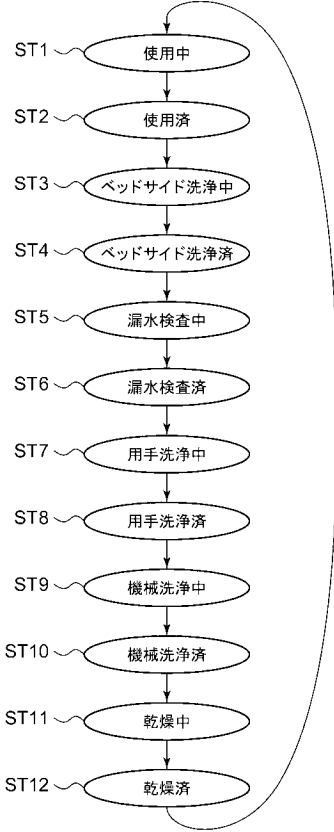 ST1 使用中
ST2 使用済
ST3 ベッドサイド洗浄中
ST4 ベッドサイド洗浄済
ST5 漏水検査中
ST6 漏水検査済
ST7 用手洗浄中
ST8 用手洗浄済
ST9 機械洗浄中
ST10 機械洗浄済
ST11 乾燥中
ST12 乾燥済